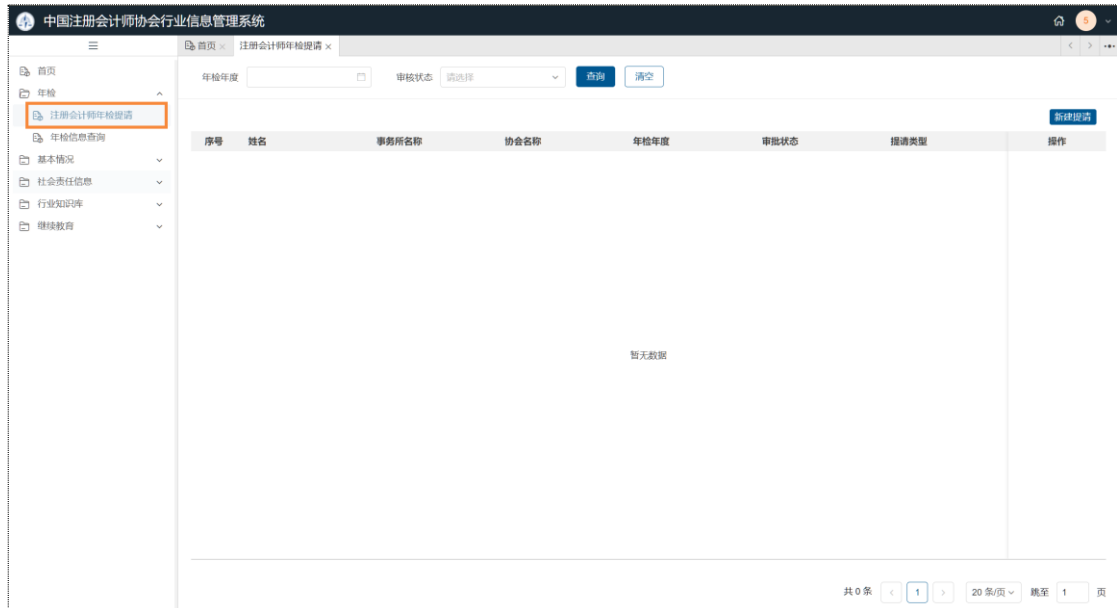 中国注册会计师协会行业信息管理系统
5
首页
注册会计师年检提请
首页
年检
注册会计师年检提请
年检信息查询
基本情况
社会责任信息
行业知识库
继续教育
年检年度
审核状态 请选择
查询
清空
新建提请
序号 姓名 事务所名称 协会名称 年检年度 审批状态 提请类型 操作
暂无数据
共 0 条 < 1 > 20 条/页 跳至 1 页